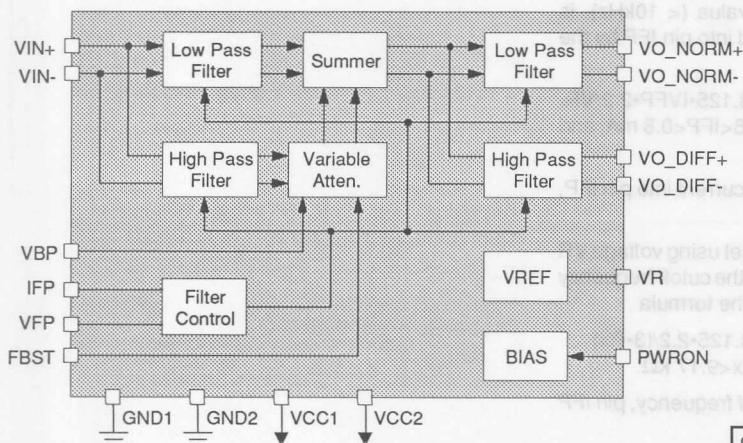 VIN+
VIN-
Low Pass
Filter
Summer
Low Pass
Filter
VO_NORM+
VO_NORM-
High Pass
Filter
Variable
Atten.
High Pass
Filter
VO_DIFF+
VO_DIFF-
VBP
IFP
VFP
FBST
Filter
Control
VREF
VR
BIAS
PWRON
GND1
GND2
VCC1
VCC2